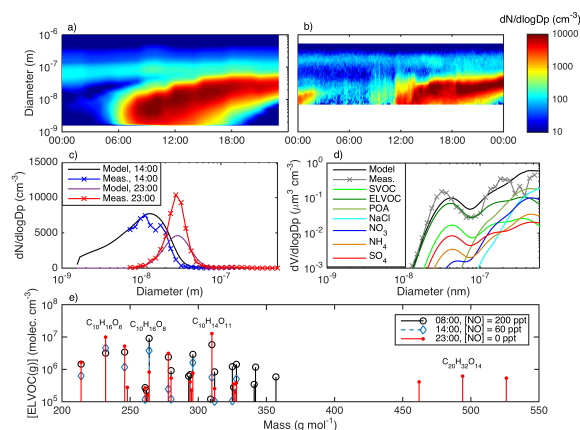 dN/dlogDp (cm-3)
a)
b)
10-6
10-7
10-8
10-9
Diameter (m)
00:00 06:00 12:00 18:00 00:00
00:00 06:00 12:00 18:00 00:00
10000
1000
100
10
c)
15000
10000
5000
0
dN/dlogDp (cm-3)
Model, 14:00
Meas., 14:00
Model, 23:00
Meas. 23:00
10-9 10-8 10-7
Diameter (m)
d)
100
10-1
10-2
10-3
dV/dlogDp (μm3 cm-3)
Model
Meas.
SVOC
ELVOC
POA
NaCl
NO3
NH4
SO4
10-9 10-8 10-7
Diameter (nm)
e)
107
106
105
[ELVOC(g)] (molec. cm-3)
C10H16O6
C10H16O8
C10H14O11
C20H32O14
08:00, [NO] = 200 ppt
14:00, [NO] = 60 ppt
23:00, [NO] = 0 ppt
200 250 300 350 400 450 500 550
Mass (g mol-1)